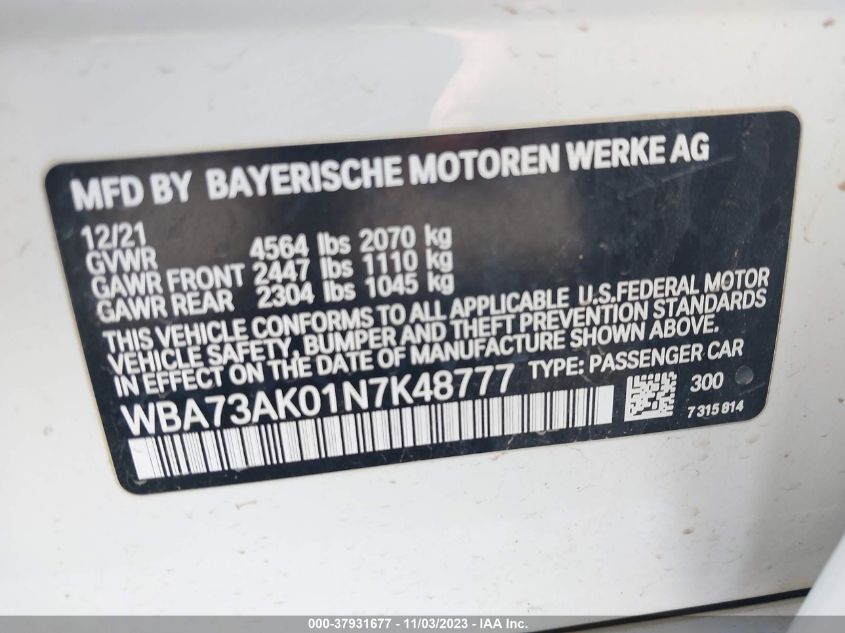 MFD BY BAYERISCHE MOTOREN WERKE AG
12/21
GVWR 4564 lbs 2070 kg
GAWR FRONT 2447 lbs 1110 kg
GAWR REAR 2304 lbs 1045 kg
THIS VEHICLE CONFORMS TO ALL APPLICABLE U.S.FEDERAL MOTOR
VEHICLE SAFETY, BUMPER AND THEFT PREVENTION STANDARDS
IN EFFECT ON THE DATE OF MANUFACTURE SHOWN ABOVE.
WBA73AK01N7K48777 TYPE: PASSENGER CAR
300
7 315 814
000-37931677 - 11/03/2023 - IAA Inc.